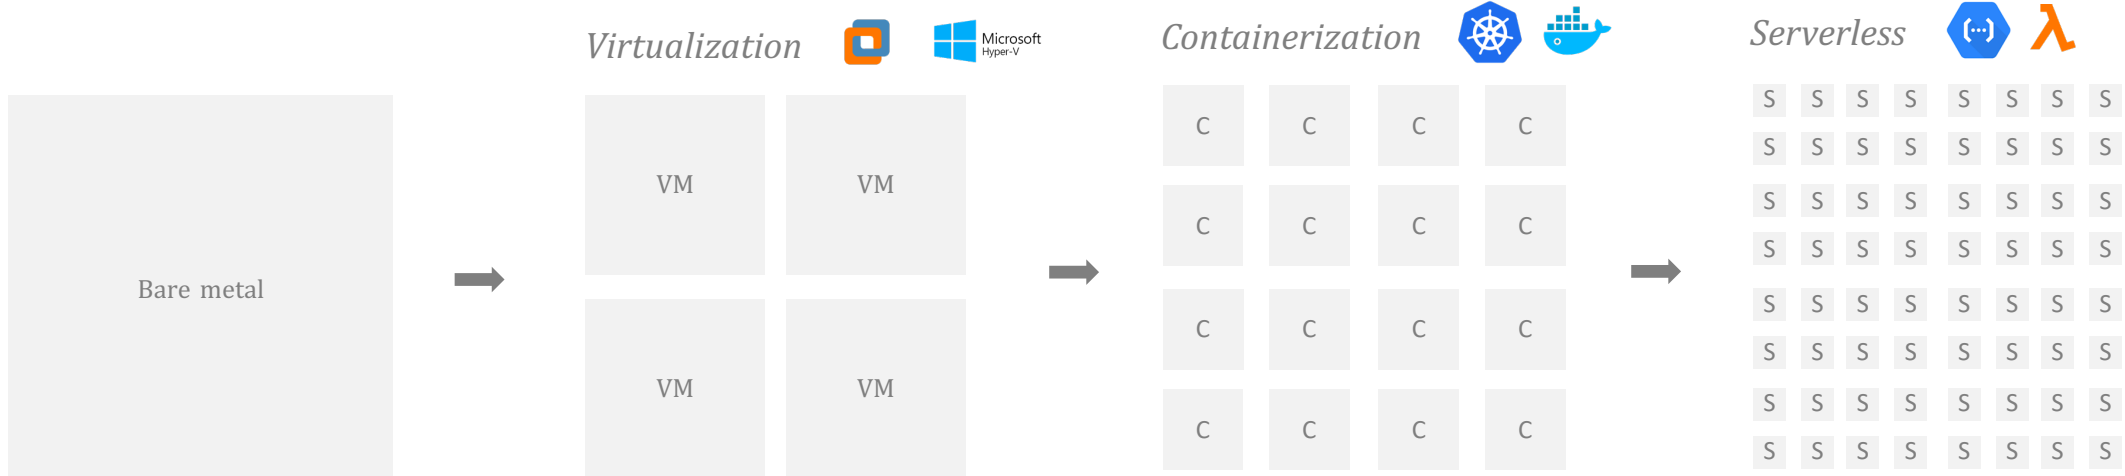 Virtualization
Microsoft
Hyper-V
Containerization
{···}
Serverless
Bare metal
VM VM
VM VM
C C C C
C C C C
C C C C
C C C C
S S S S S S S S
S S S S S S S S
S S S S S S S S
S S S S S S S S
S S S S S S S S
S S S S S S S S
S S S S S S S S
S S S S S S S S